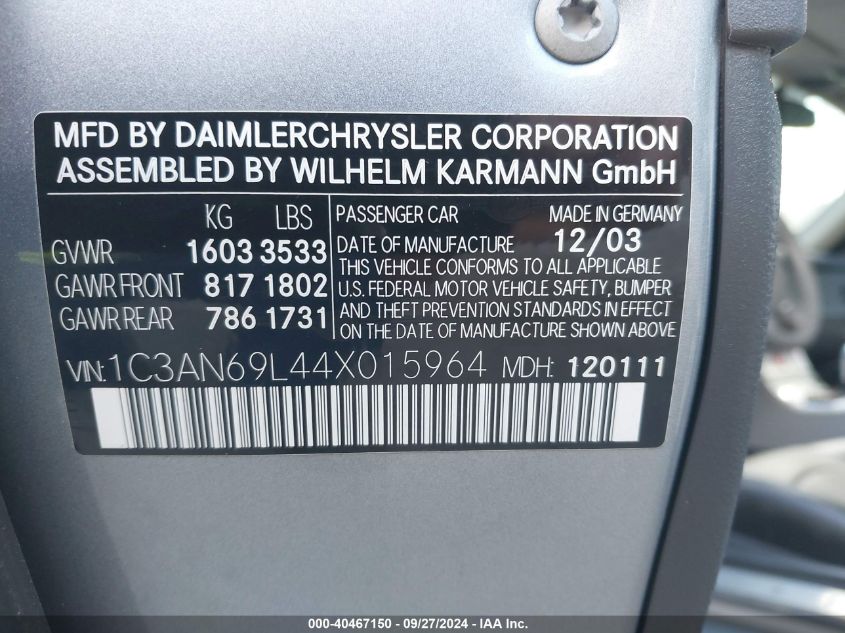 MFD BY DAIMLERCHRYSLER CORPORATION
ASSEMBLED BY WILHELM KARMANN GmbH
KG LBS
GVWR 1603 3533
GAWR FRONT 817 1802
GAWR REAR 786 1731
PASSENGER CAR MADE IN GERMANY
DATE OF MANUFACTURE 12/03
THIS VEHICLE CONFORMS TO ALL APPLICABLE
U.S. FEDERAL MOTOR VEHICLE SAFETY, BUMPER
AND THEFT PREVENTION STANDARDS IN EFFECT
ON THE DATE OF MANUFACTURE SHOWN ABOVE
VIN: 1C3AN69L44X015964 MDH: 120111
000-40467150 - 09/27/2024 - IAA Inc.